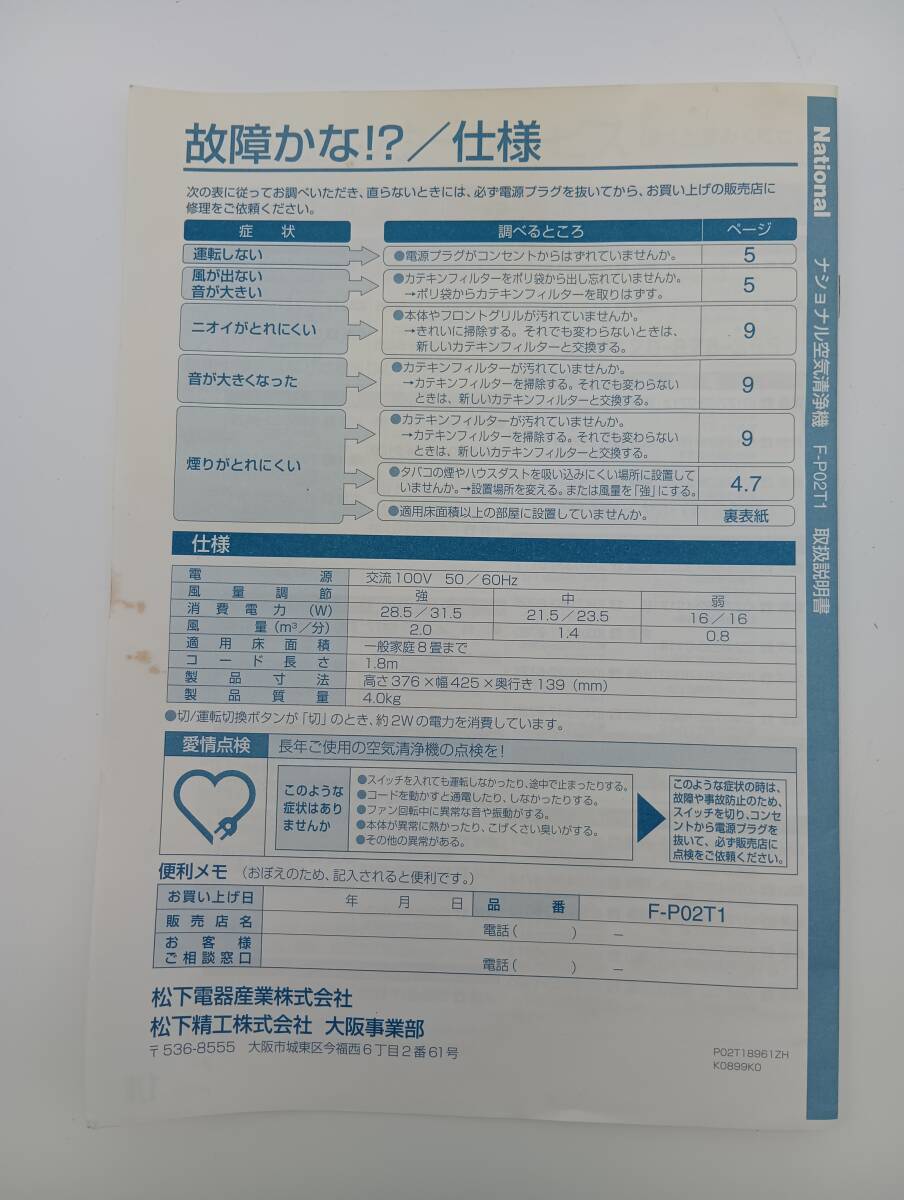 故障かな!?／仕様
次の表に従ってお調べいただき、直らないときには、必ず電源プラグを抜いてから、お買い上げの販売店に
修理をご依頼ください。
症 状 調べるところ ページ
運転しない ●電源プラグがコンセントからはずれていませんか。 5
風が出ない
音が大きい
●カテキンフィルターをポリ袋から出し忘れていませんか。
→ポリ袋からカテキンフィルターを取りはずす。
5
ニオイがとれにくい
●本体やフロントグリルが汚れていませんか。
→きれいに掃除する。それでも変わらないときは、
新しいカテキンフィルターと交換する。
9
音が大きくなった
●カテキンフィルターが汚れていませんか。
→カテキンフィルターを掃除する。それでも変わらない
ときは、新しいカテキンフィルターと交換する。
9
煙りがとれにくい
●カテキンフィルターが汚れていませんか。
→カテキンフィルターを掃除する。それでも変わらない
ときは、新しいカテキンフィルターと交換する。
9
●タバコの煙やハウスダストを吸い込みにくい場所に設置して
いませんか。→設置場所を変える。または風量を「強」にする。
4.7
●適用床面積以上の部屋に設置していませんか。 裏表紙
仕様
電源 交流100V 50／60Hz
風量調節 強 中 弱
消費電力(W) 28.5／31.5 21.5／23.5 16／16
風量(m³／分) 2.0 1.4 0.8
適用床面積 一般家庭8畳まで
コード長さ 1.8m
製品寸法 高さ376×幅425×奥行き139（mm）
製品質量 4.0kg
●切/運転切換ボタンが「切」のとき、約2Wの電力を消費しています。
愛情点検 長年ご使用の空気清浄機の点検を!
このような
症状はあり
ませんか
●スイッチを入れても運転しなかったり、途中で止まったりする。
●コードを動かすと通電したり、しなかったりする。
●ファン回転中に異常な音や振動がする。
●本体が異常に熱かったり、こげくさい臭いがする。
●その他の異常がある。
このような症状の時は、
故障や事故防止のため、
スイッチを切り、コンセ
ントから電源プラグを
抜いて、必ず販売店に
点検をご依頼ください。
便利メモ （おぼえのため、記入されると便利です。）
お買い上げ日 年 月 日 品番 F-P02T1
販売店名 電話( ) −
お客様
ご相談窓口
電話( ) −
松下電器産業株式会社
松下精工株式会社 大阪事業部
〒536-8555 大阪市城東区今福西6丁目2番61号
P02T18961ZH
K0899K0
National ナショナル空気清浄機 F-P02T1 取扱説明書